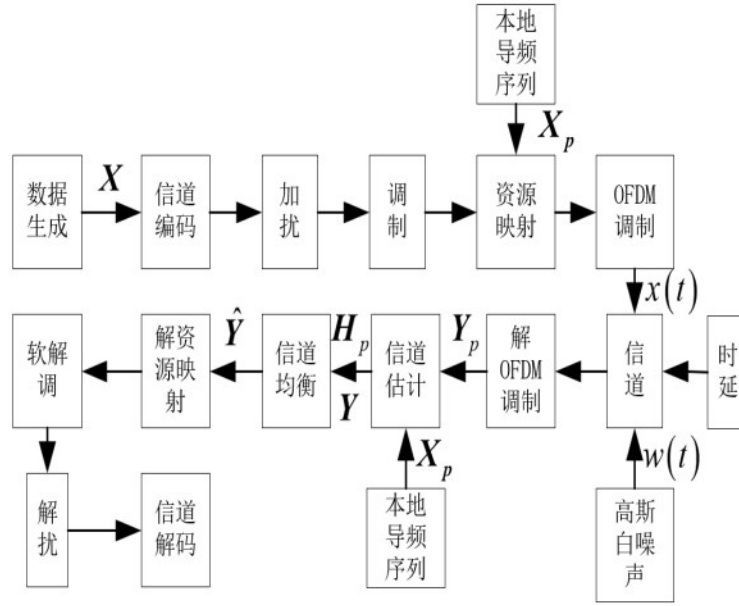 本地
导频
序列
X_p
数据
生成
X
信道
编码
加
扰
调
制
资源
映射
OFDM
调制
x(t)
软解
调
解资
源映
射
Ŷ
信道
均衡
H_p
Y
信道
估计
Y_p
解
OFDM
调制
信
道
时
延
X_p
w(t)
解
扰
信道
解码
本地
导频
序列
高斯
白噪
声